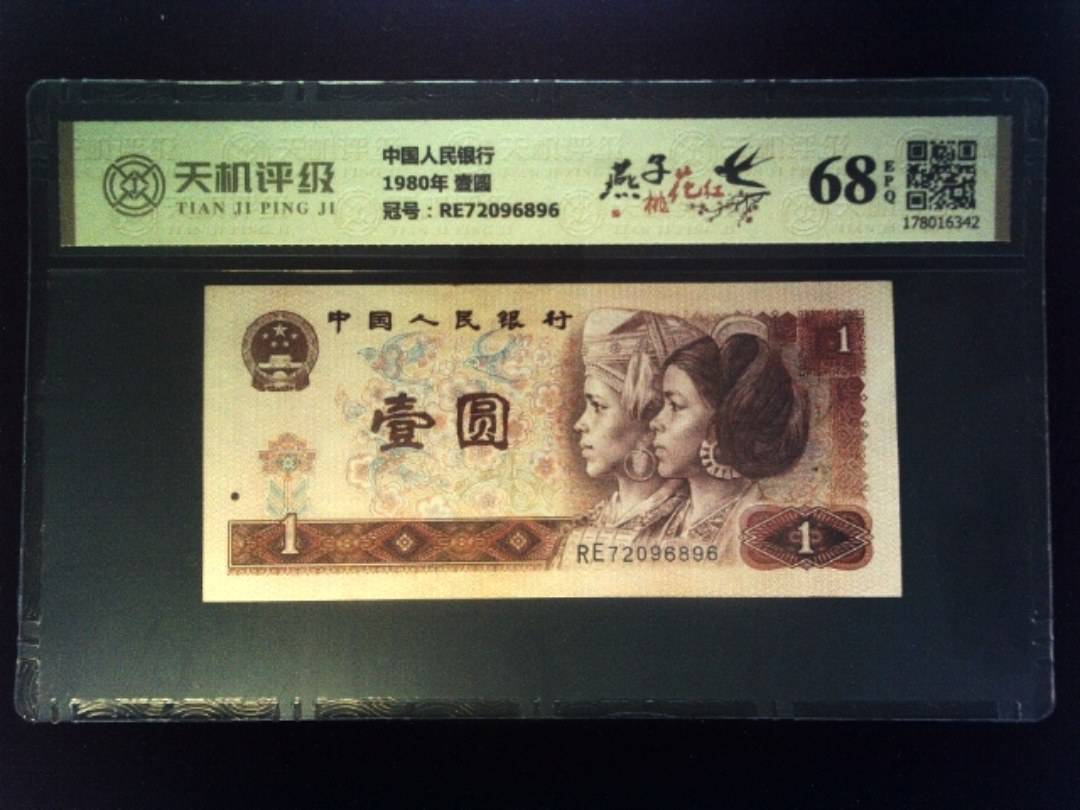 天机评级
TIAN JI PING JI
中国人民银行
1980年 壹圆
冠号：RE72096896
燕子
桃花红
68
EPQ
178016342
中国人民银行
壹圆
1
1
1
RE72096896